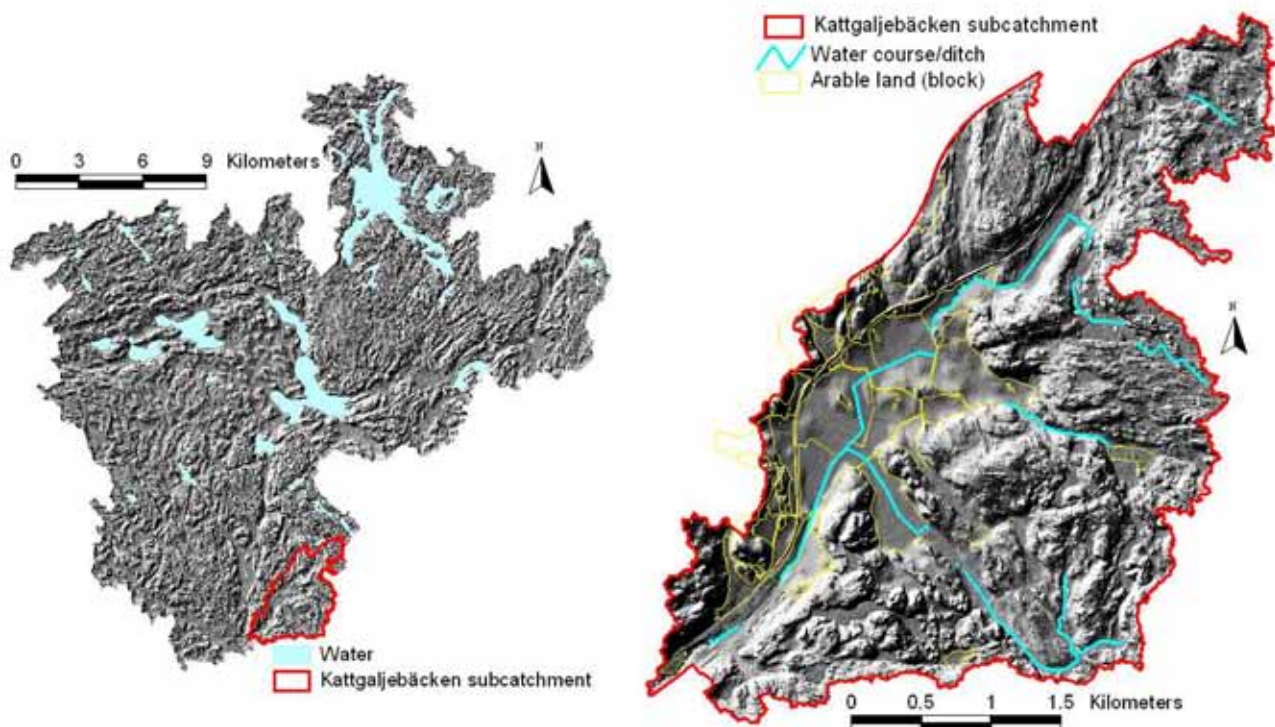 0 3 6 9 Kilometers
N
Water
Kattgaljebäcken subcatchment
Kattgaljebäcken subcatchment
Water course/ditch
Arable land (block)
N
0 0.5 1 1.5 Kilometers